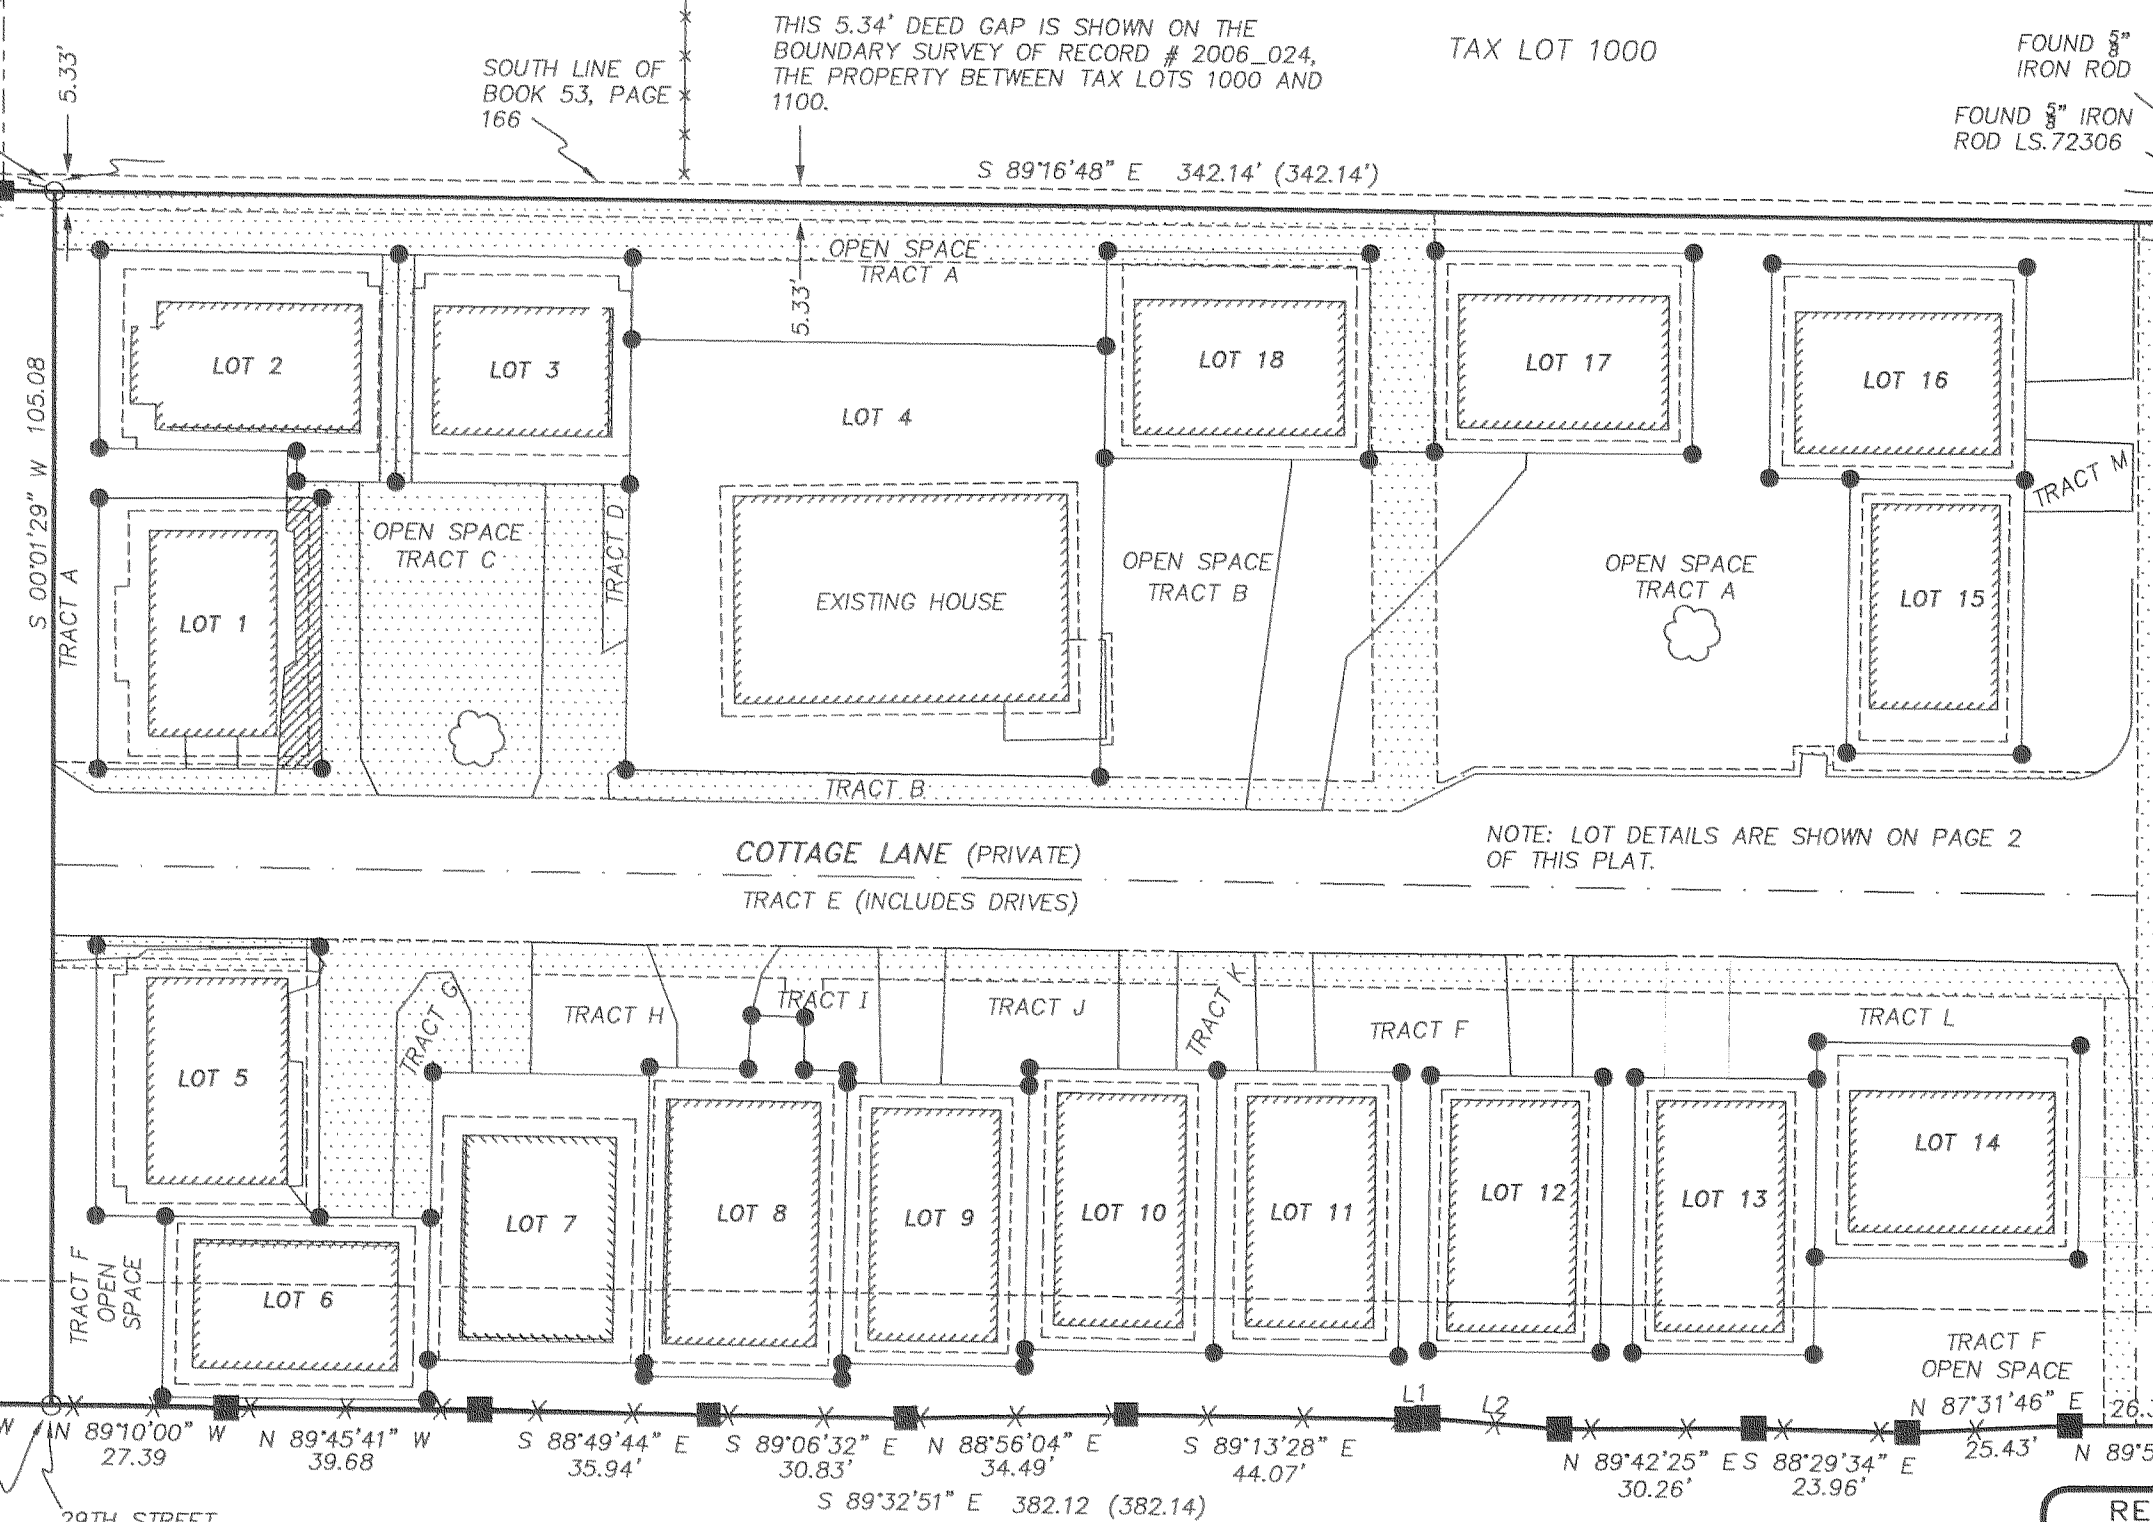 5.33'
SOUTH LINE OF
BOOK 53, PAGE
166
THIS 5.34' DEED GAP IS SHOWN ON THE
BOUNDARY SURVEY OF RECORD # 2006_024,
THE PROPERTY BETWEEN TAX LOTS 1000 AND
1100.
TAX LOT 1000
FOUND 5/8"
IRON ROD
FOUND 5/8" IRON
ROD LS.72306
S 89°16'48" E 342.14' (342.14')
OPEN SPACE
TRACT A
5.33'
LOT 2
LOT 3
LOT 4
LOT 18
LOT 17
LOT 16
TRACT M
S 00°01'29" W 105.08
TRACT A
LOT 1
OPEN SPACE
TRACT C
TRACT D
EXISTING HOUSE
OPEN SPACE
TRACT B
OPEN SPACE
TRACT A
LOT 15
TRACT B
COTTAGE LANE (PRIVATE)
TRACT E (INCLUDES DRIVES)
NOTE: LOT DETAILS ARE SHOWN ON PAGE 2
OF THIS PLAT.
LOT 5
TRACT G
TRACT H
TRACT I
TRACT J
TRACT K
TRACT F
TRACT L
LOT 14
LOT 7
LOT 8
LOT 9
LOT 10
LOT 11
LOT 12
LOT 13
TRACT F
OPEN
SPACE
LOT 6
TRACT F
OPEN SPACE
L1
L2
N 87°31'46" E
25.43'
26.
W
N 89°10'00" W
27.39
N 89°45'41" W
39.68
S 88°49'44" E
35.94'
S 89°06'32" E
30.83'
N 88°56'04" E
34.49'
S 89°13'28" E
44.07'
N 89°42'25" E
30.26'
S 88°29'34" E
23.96'
N 89°5
S 89°32'51" E 382.12 (382.14)
29TH STREET
RE